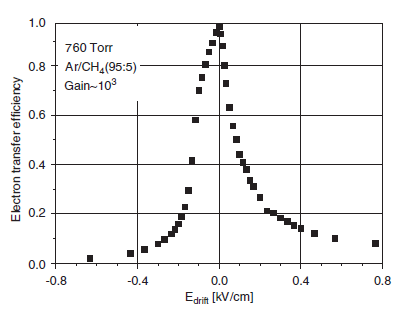 1.0
0.8
0.6
0.4
0.2
0.0
Electron transfer efficiency
760 Torr
Ar/CH₄(95:5)
Gain~10³
-0.8
-0.4
0.0
0.4
0.8
E_drift [kV/cm]